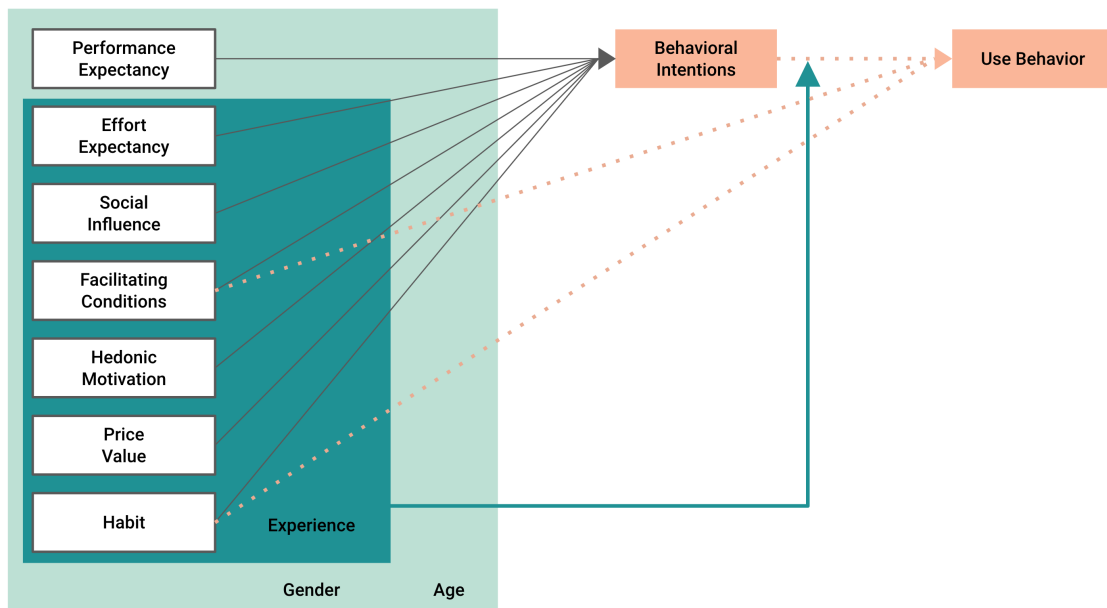 Performance
Expectancy
Behavioral
Intentions
Use Behavior
Effort
Expectancy
Social
Influence
Facilitating
Conditions
Hedonic
Motivation
Price
Value
Habit
Experience
Gender
Age